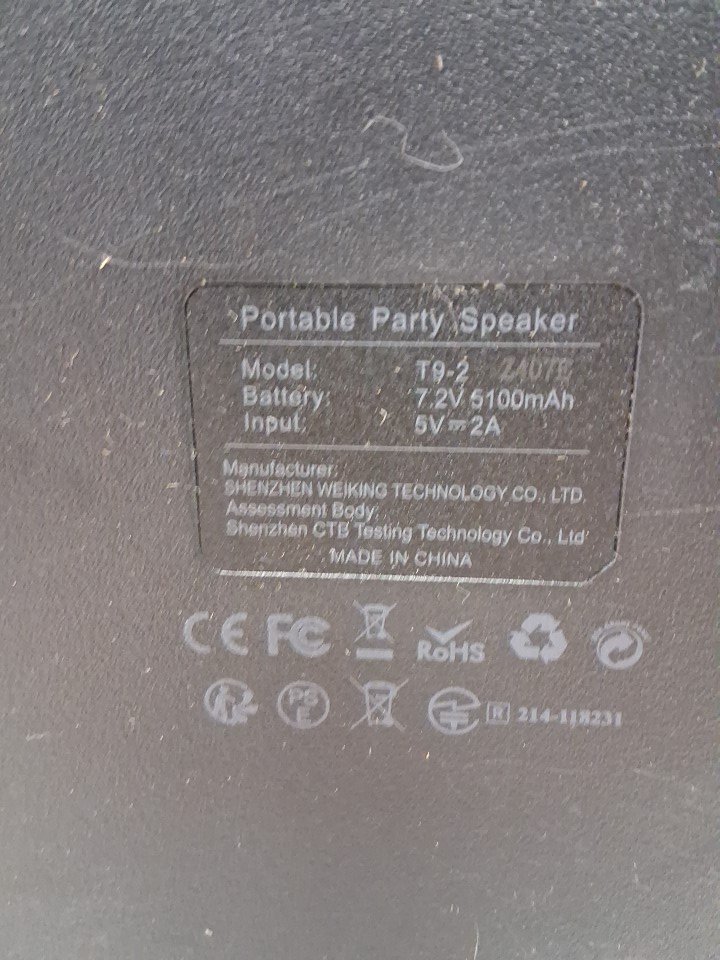 Portable Party Speaker
Model: T9-2
Battery: 7.2V 5100mAh
Input: 5V⎓2A
Manufacturer:
SHENZHEN WEIKING TECHNOLOGY CO., LTD.
Assessment Body:
Shenzhen CTB Testing Technology Co., Ltd
MADE IN CHINA
CE FC RoHS
PSE R 214-118231